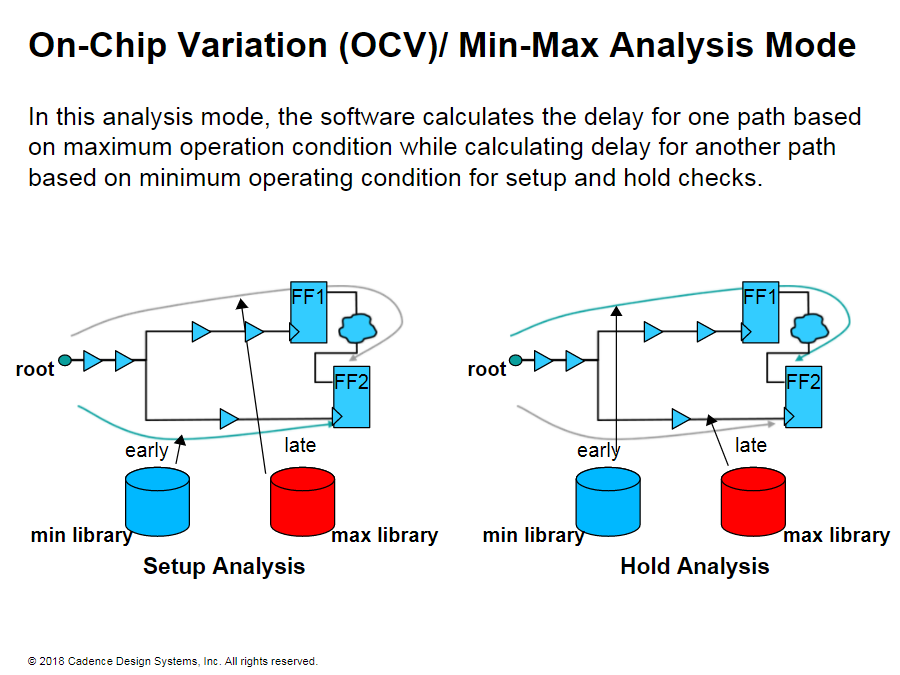 On-Chip Variation (OCV)/ Min-Max Analysis Mode
In this analysis mode, the software calculates the delay for one path based
on maximum operation condition while calculating delay for another path
based on minimum operating condition for setup and hold checks.
FF1
root
FF2
early
late
min library
max library
Setup Analysis
FF1
root
FF2
early
late
min library
max library
Hold Analysis
© 2018 Cadence Design Systems, Inc. All rights reserved.